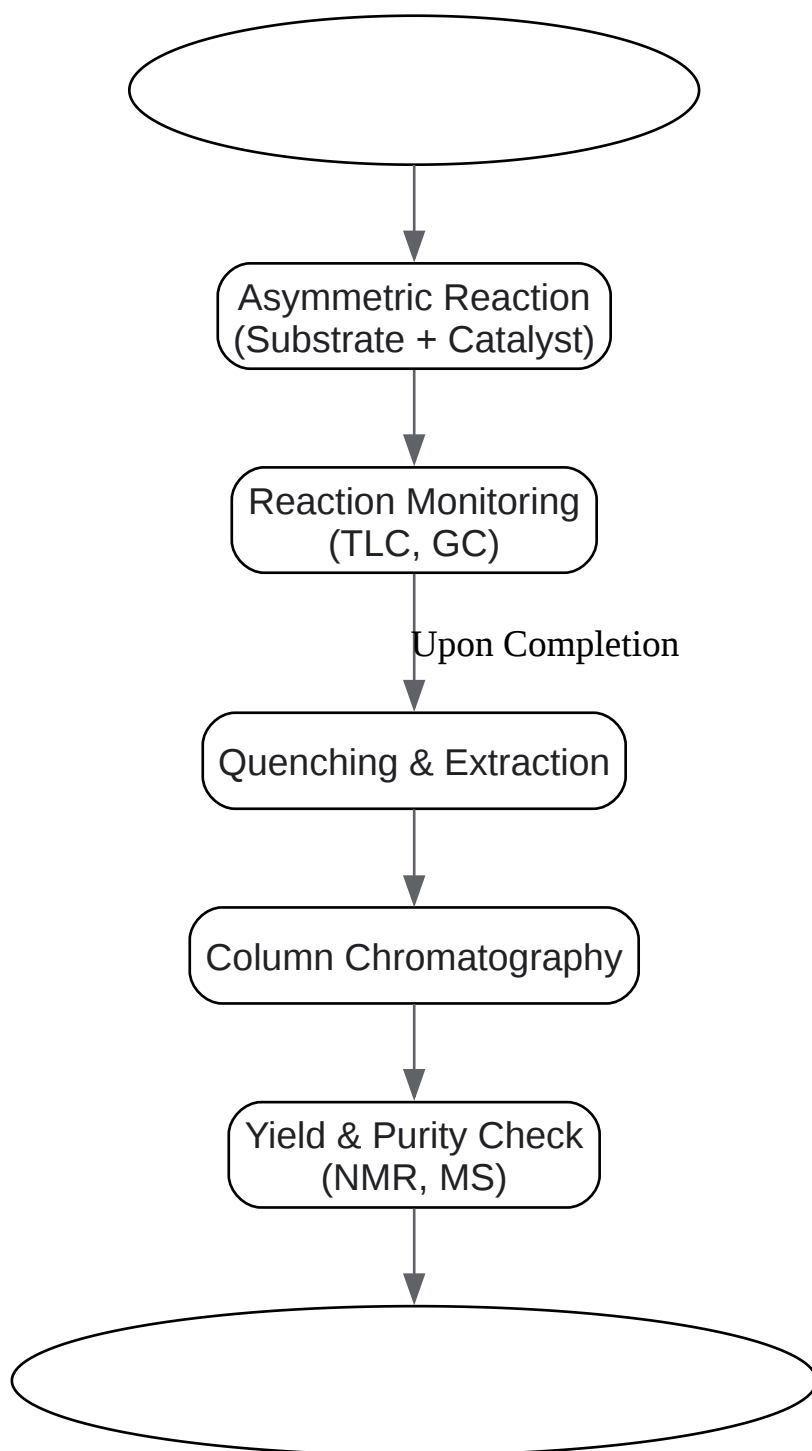 Asymmetric Reaction
(Substrate + Catalyst)
Reaction Monitoring
(TLC, GC)
Upon Completion
Quenching & Extraction
Column Chromatography
Yield & Purity Check
(NMR, MS)